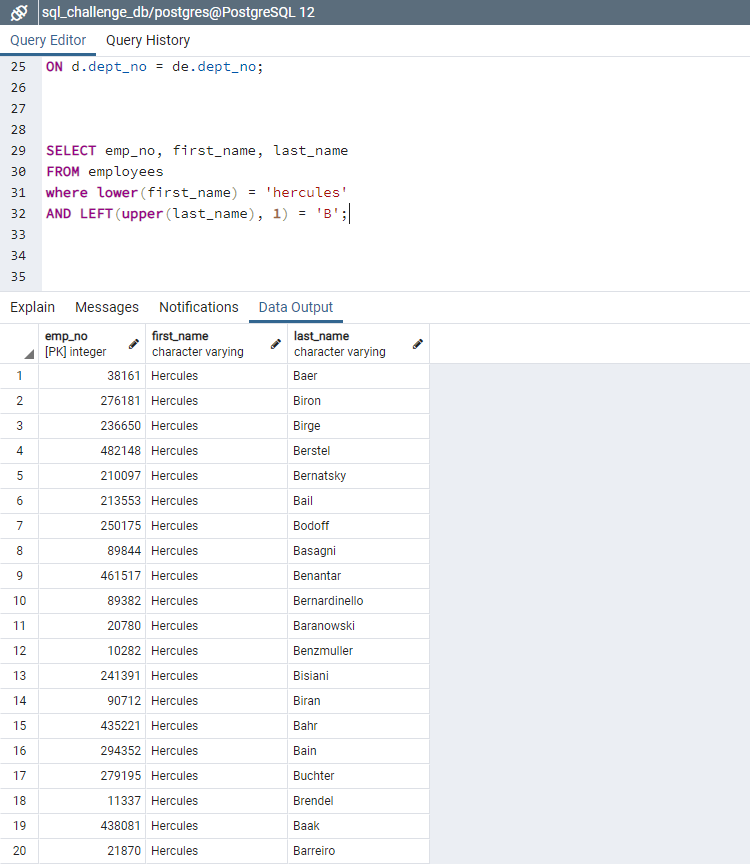 sql_challenge_db/postgres@PostgreSQL 12
Query Editor Query History
25 ON d.dept_no = de.dept_no;
26
27
28
29 SELECT emp_no, first_name, last_name
30 FROM employees
31 where lower(first_name) = 'hercules'
32 AND LEFT(upper(last_name), 1) = 'B';
33
34
35
Explain Messages Notifications Data Output
emp_no first_name last_name
[PK] integer character varying character varying
1 38161 Hercules Baer
2 276181 Hercules Biron
3 236650 Hercules Birge
4 482148 Hercules Berstel
5 210097 Hercules Bernatsky
6 213553 Hercules Bail
7 250175 Hercules Bodoff
8 89844 Hercules Basagni
9 461517 Hercules Benantar
10 89382 Hercules Bernardinello
11 20780 Hercules Baranowski
12 10282 Hercules Benzmuller
13 241391 Hercules Bisiani
14 90712 Hercules Biran
15 435221 Hercules Bahr
16 294352 Hercules Bain
17 279195 Hercules Buchter
18 11337 Hercules Brendel
19 438081 Hercules Baak
20 21870 Hercules Barreiro